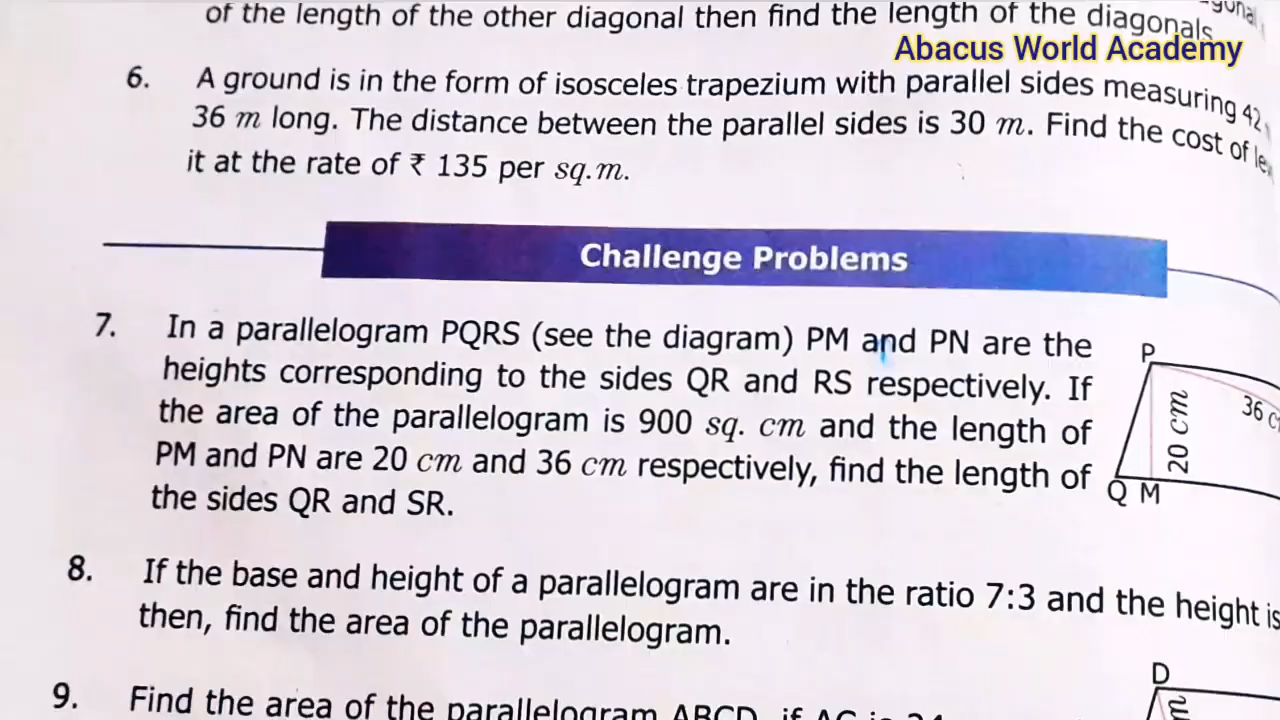 of the length of the other diagonal then find the length of the diagonals
Abacus World Academy
6. A ground is in the form of isosceles trapezium with parallel sides measuring 42
36 m long. The distance between the parallel sides is 30 m. Find the cost of
it at the rate of ₹ 135 per sq.m.
Challenge Problems
7. In a parallelogram PQRS (see the diagram) PM and PN are the
heights corresponding to the sides QR and RS respectively. If
the area of the parallelogram is 900 sq. cm and the length of
PM and PN are 20 cm and 36 cm respectively, find the length of
the sides QR and SR.
P
20 cm
36
Q M
8. If the base and height of a parallelogram are in the ratio 7:3 and the height is
then, find the area of the parallelogram.
D
9. Find the area of the parallelogram ABCD, if AC is 24